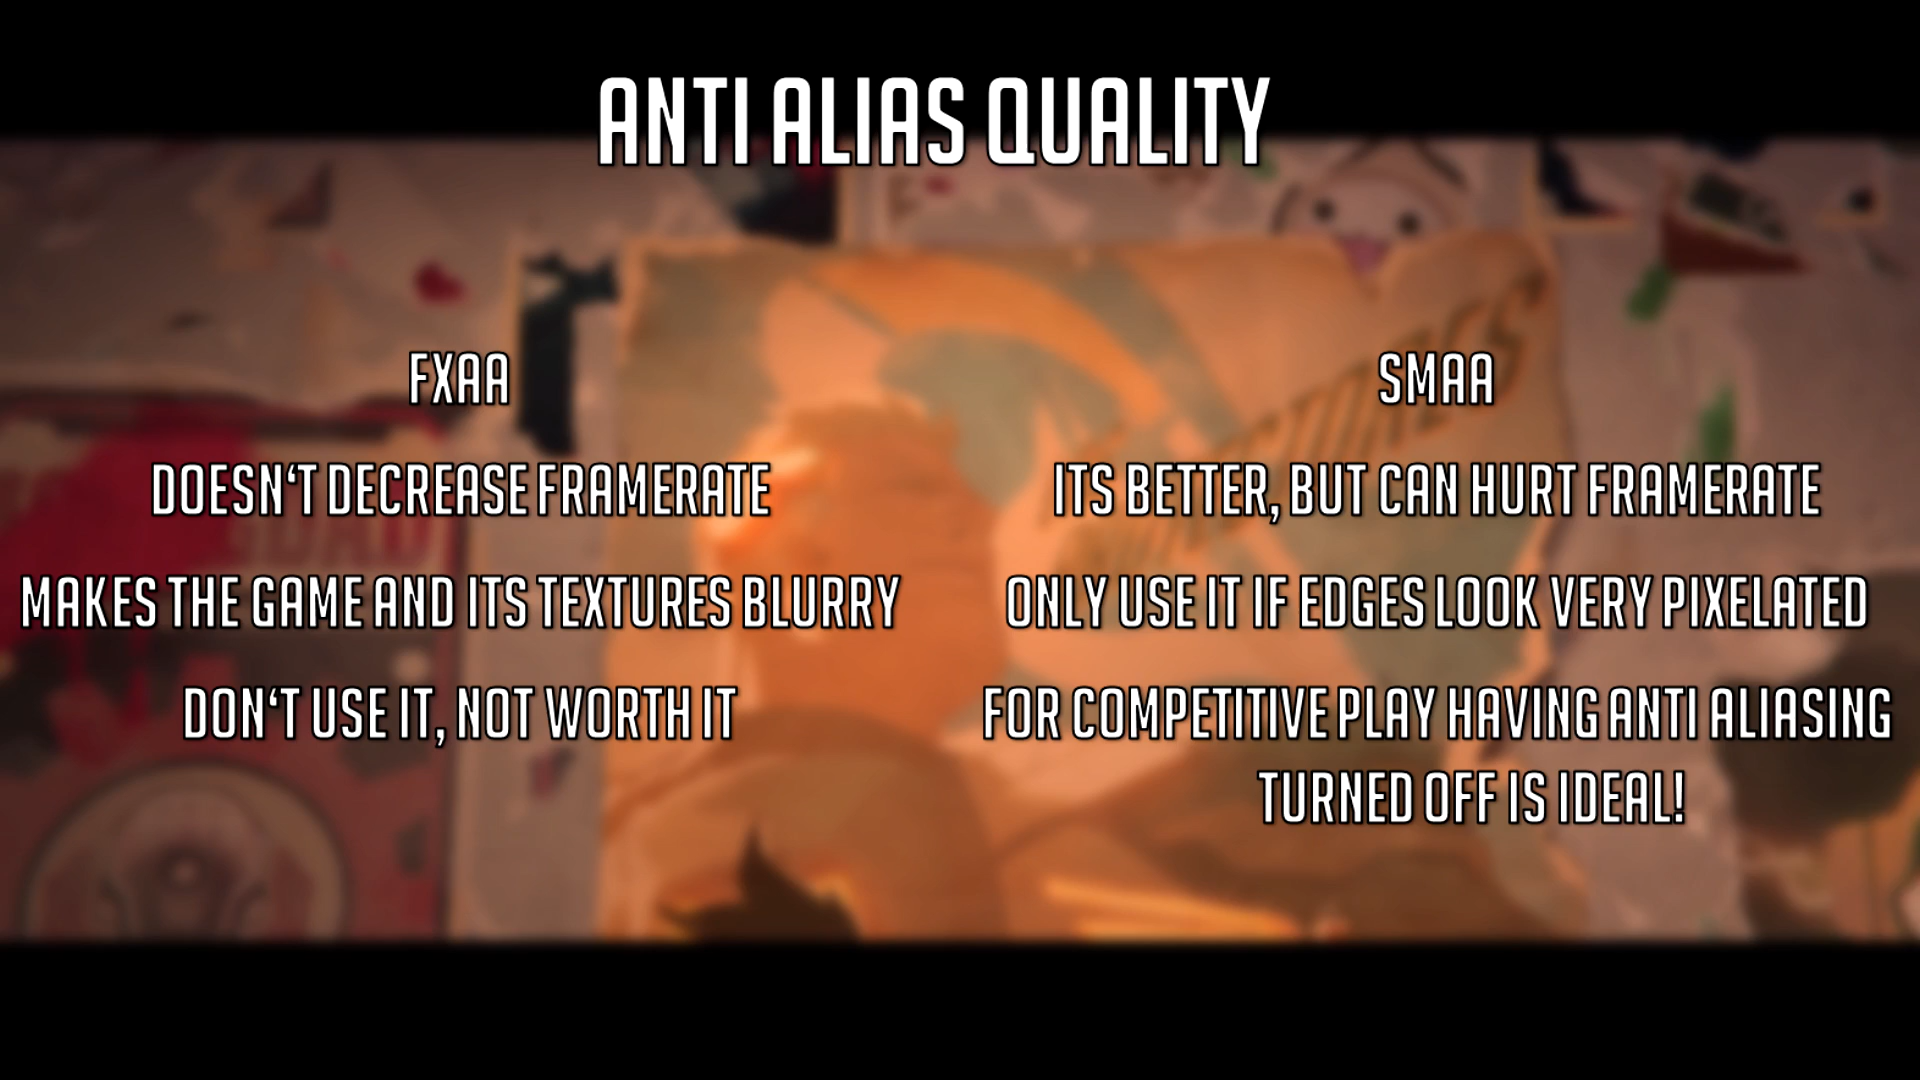 ANTI ALIAS QUALITY
FXAA
DOESN‘T DECREASE FRAMERATE
MAKES THE GAME AND ITS TEXTURES BLURRY
DON‘T USE IT, NOT WORTH IT
SMAA
ITS BETTER, BUT CAN HURT FRAMERATE
ONLY USE IT IF EDGES LOOK VERY PIXELATED
FOR COMPETITIVE PLAY HAVING ANTI ALIASING
TURNED OFF IS IDEAL!